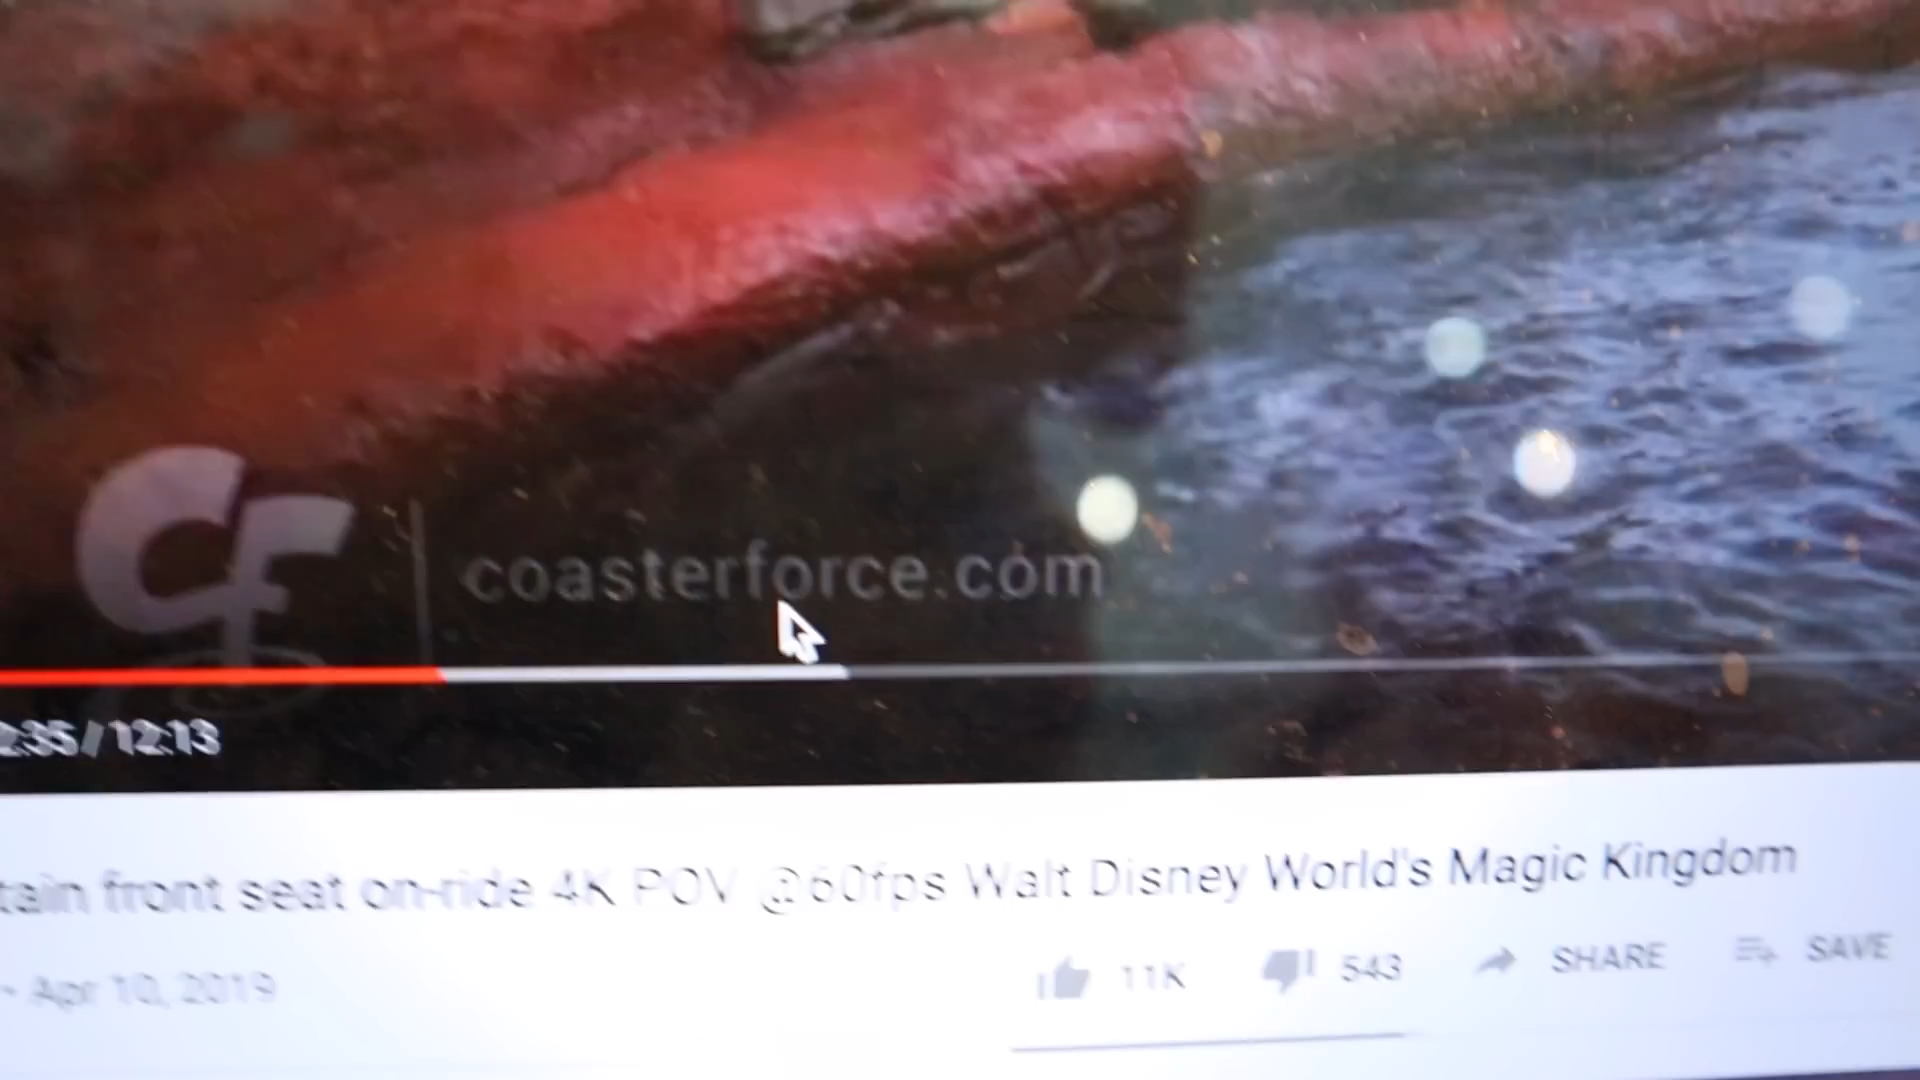 CF
coasterforce.com
2:35 / 12:13
tain front seat on-ride 4K POV @60fps Walt Disney World's Magic Kingdom
• Apr 10, 2019
11K 543 SHARE SAVE